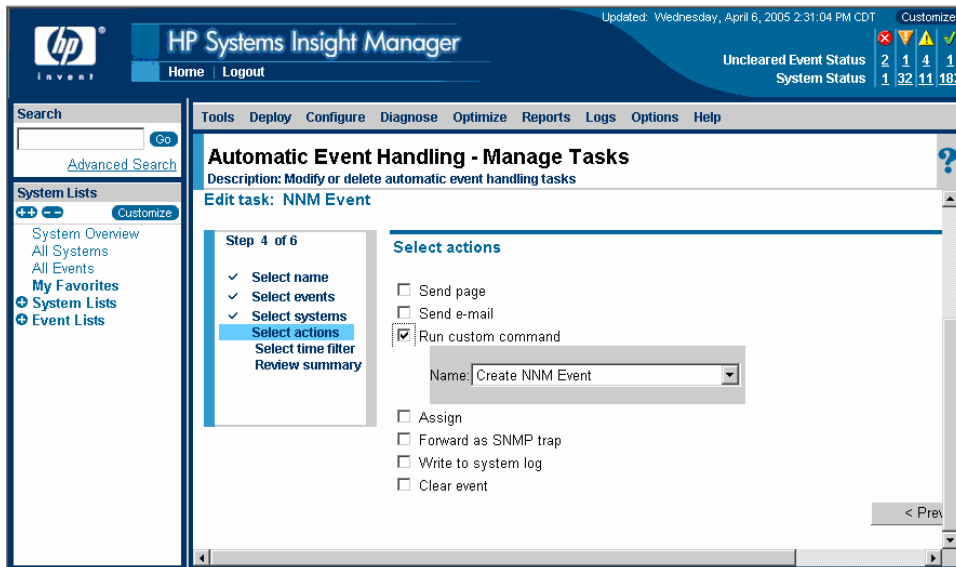 Updated: Wednesday, April 6, 2005 2:31:04 PM CDT Customize
hp
invent
HP Systems Insight Manager
Home | Logout
Uncleared Event Status 2 1 4 1
System Status 1 32 11 183
Search
Go
Advanced Search
System Lists
Customize
System Overview
All Systems
All Events
My Favorites
System Lists
Event Lists
Tools Deploy Configure Diagnose Optimize Reports Logs Options Help
Automatic Event Handling - Manage Tasks
?
Description: Modify or delete automatic event handling tasks
Edit task: NNM Event
Step 4 of 6
Select name
Select events
Select systems
Select actions
Select time filter
Review summary
Select actions
Send page
Send e-mail
Run custom command
Name: Create NNM Event
Assign
Forward as SNMP trap
Write to system log
Clear event
< Prev